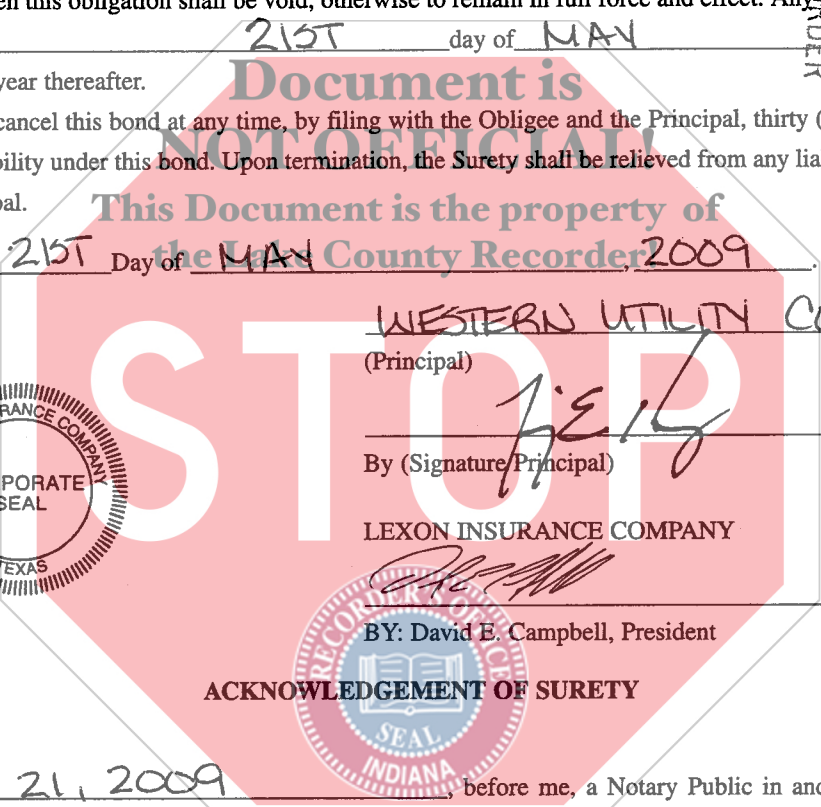 en this obligation shall be void, otherwise to remain in full force and effect. Any
21ST day of MAY
year thereafter.
Document is
cancel this bond at any time, by filing with the Obligee and the Principal, thirty (
NOT OFFICIAL!
bility under this bond. Upon termination, the Surety shall be relieved from any lia
pal.
This Document is the property of
the Lake County Recorder!
21ST Day of MAY, 2009.
WESTERN UTILITY CO
(Principal)
STOP
RANCE COMPANY
PORATE
SEAL
TEXAS
By (Signature/Principal)
LEXON INSURANCE COMPANY
BY: David E. Campbell, President
RECORDER'S OFFICE
SEAL
INDIANA
ACKNOWLEDGEMENT OF SURETY
21, 2009, before me, a Notary Public in and